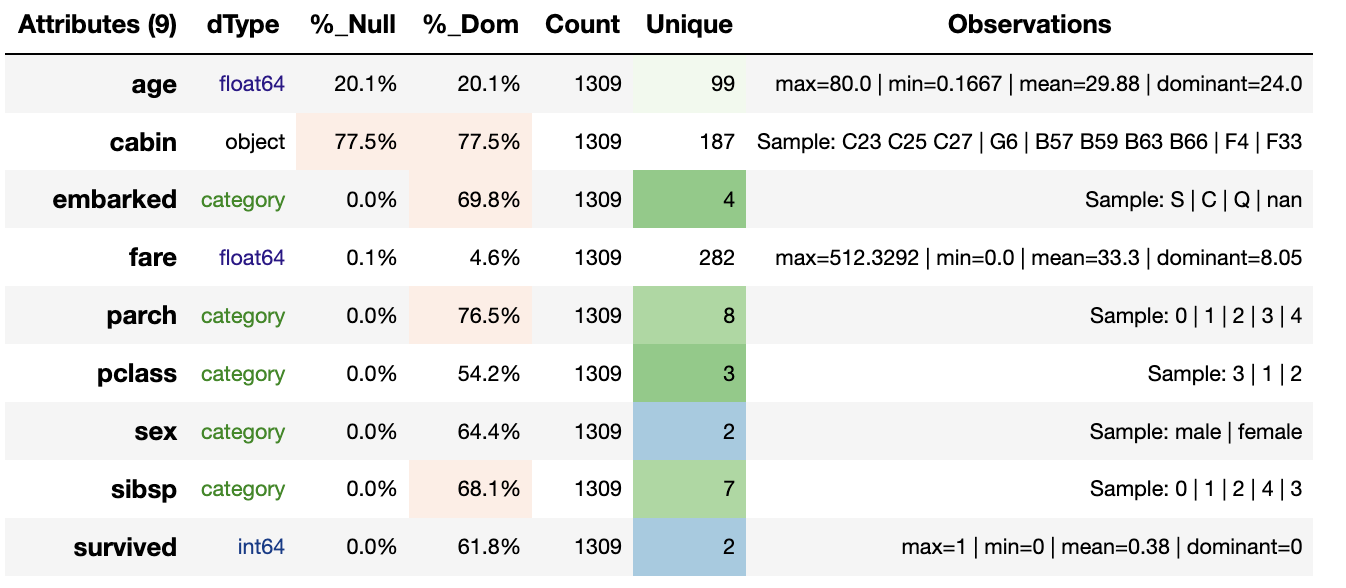 Attributes (9) dType %_Null %_Dom Count Unique Observations
age float64 20.1% 20.1% 1309 99 max=80.0 | min=0.1667 | mean=29.88 | dominant=24.0
cabin object 77.5% 77.5% 1309 187 Sample: C23 C25 C27 | G6 | B57 B59 B63 B66 | F4 | F33
embarked category 0.0% 69.8% 1309 4 Sample: S | C | Q | nan
fare float64 0.1% 4.6% 1309 282 max=512.3292 | min=0.0 | mean=33.3 | dominant=8.05
parch category 0.0% 76.5% 1309 8 Sample: 0 | 1 | 2 | 3 | 4
pclass category 0.0% 54.2% 1309 3 Sample: 3 | 1 | 2
sex category 0.0% 64.4% 1309 2 Sample: male | female
sibsp category 0.0% 68.1% 1309 7 Sample: 0 | 1 | 2 | 4 | 3
survived int64 0.0% 61.8% 1309 2 max=1 | min=0 | mean=0.38 | dominant=0